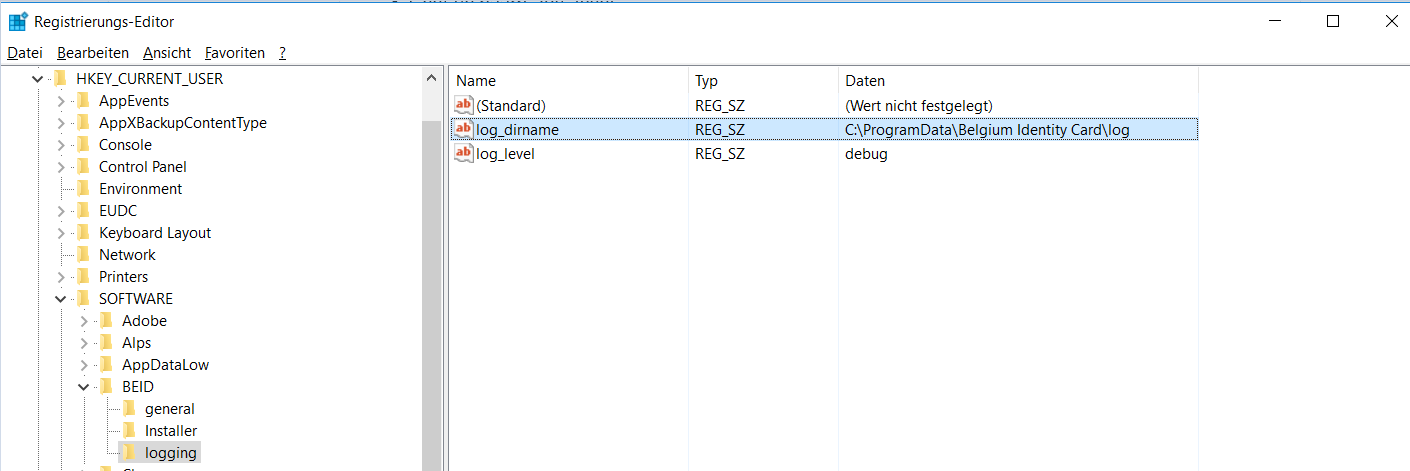 Registrierungs-Editor
Datei Bearbeiten Ansicht Favoriten ?
HKEY_CURRENT_USER
AppEvents
AppXBackupContentType
Console
Control Panel
Environment
EUDC
Keyboard Layout
Network
Printers
SOFTWARE
Adobe
Alps
AppDataLow
BEID
general
Installer
logging
Name Typ Daten
(Standard) REG_SZ (Wert nicht festgelegt)
log_dirname REG_SZ C:\ProgramData\Belgium Identity Card\log
log_level REG_SZ debug